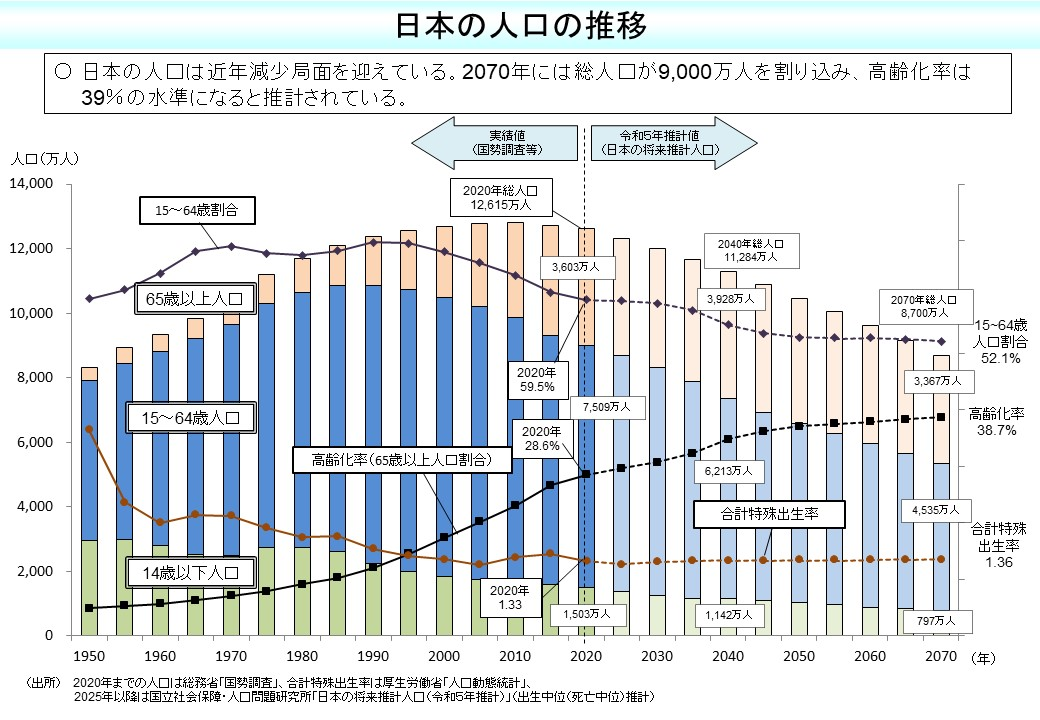 日本の人口の推移
○ 日本の人口は近年減少局面を迎えている。2070年には総人口が9,000万人を割り込み、高齢化率は
39％の水準になると推計されている。
実績値
（国勢調査等）
令和5年推計値
（日本の将来推計人口）
人口（万人）
14,000
12,000
10,000
8,000
6,000
4,000
2,000
0
15～64歳割合
65歳以上人口
15～64歳人口
14歳以下人口
高齢化率（65歳以上人口割合）
2020年総人口
12,615万人
3,603万人
2020年
59.5%
7,509万人
2020年
28.6%
2020年
1.33
1,503万人
2040年総人口
11,284万人
3,928万人
6,213万人
合計特殊出生率
1,142万人
2070年総人口
8,700万人
15～64歳
人口割合
52.1%
3,367万人
高齢化率
38.7%
4,535万人
合計特殊
出生率
1.36
797万人
1950 1960 1970 1980 1990 2000 2010 2020 2030 2040 2050 2060 2070 （年）
（出所） 2020年までの人口は総務省「国勢調査」、合計特殊出生率は厚生労働省「人口動態統計」、
2025年以降は国立社会保障・人口問題研究所「日本の将来推計人口（令和5年推計）」（出生中位（死亡中位）推計）